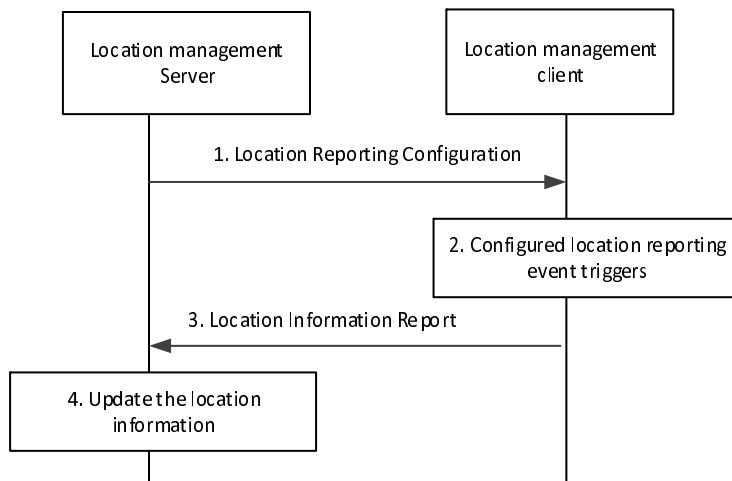 Location management
Server
Location management
client
1. Location Reporting Configuration
2. Configured location reporting
event triggers
3. Location Information Report
4. Update the location
information